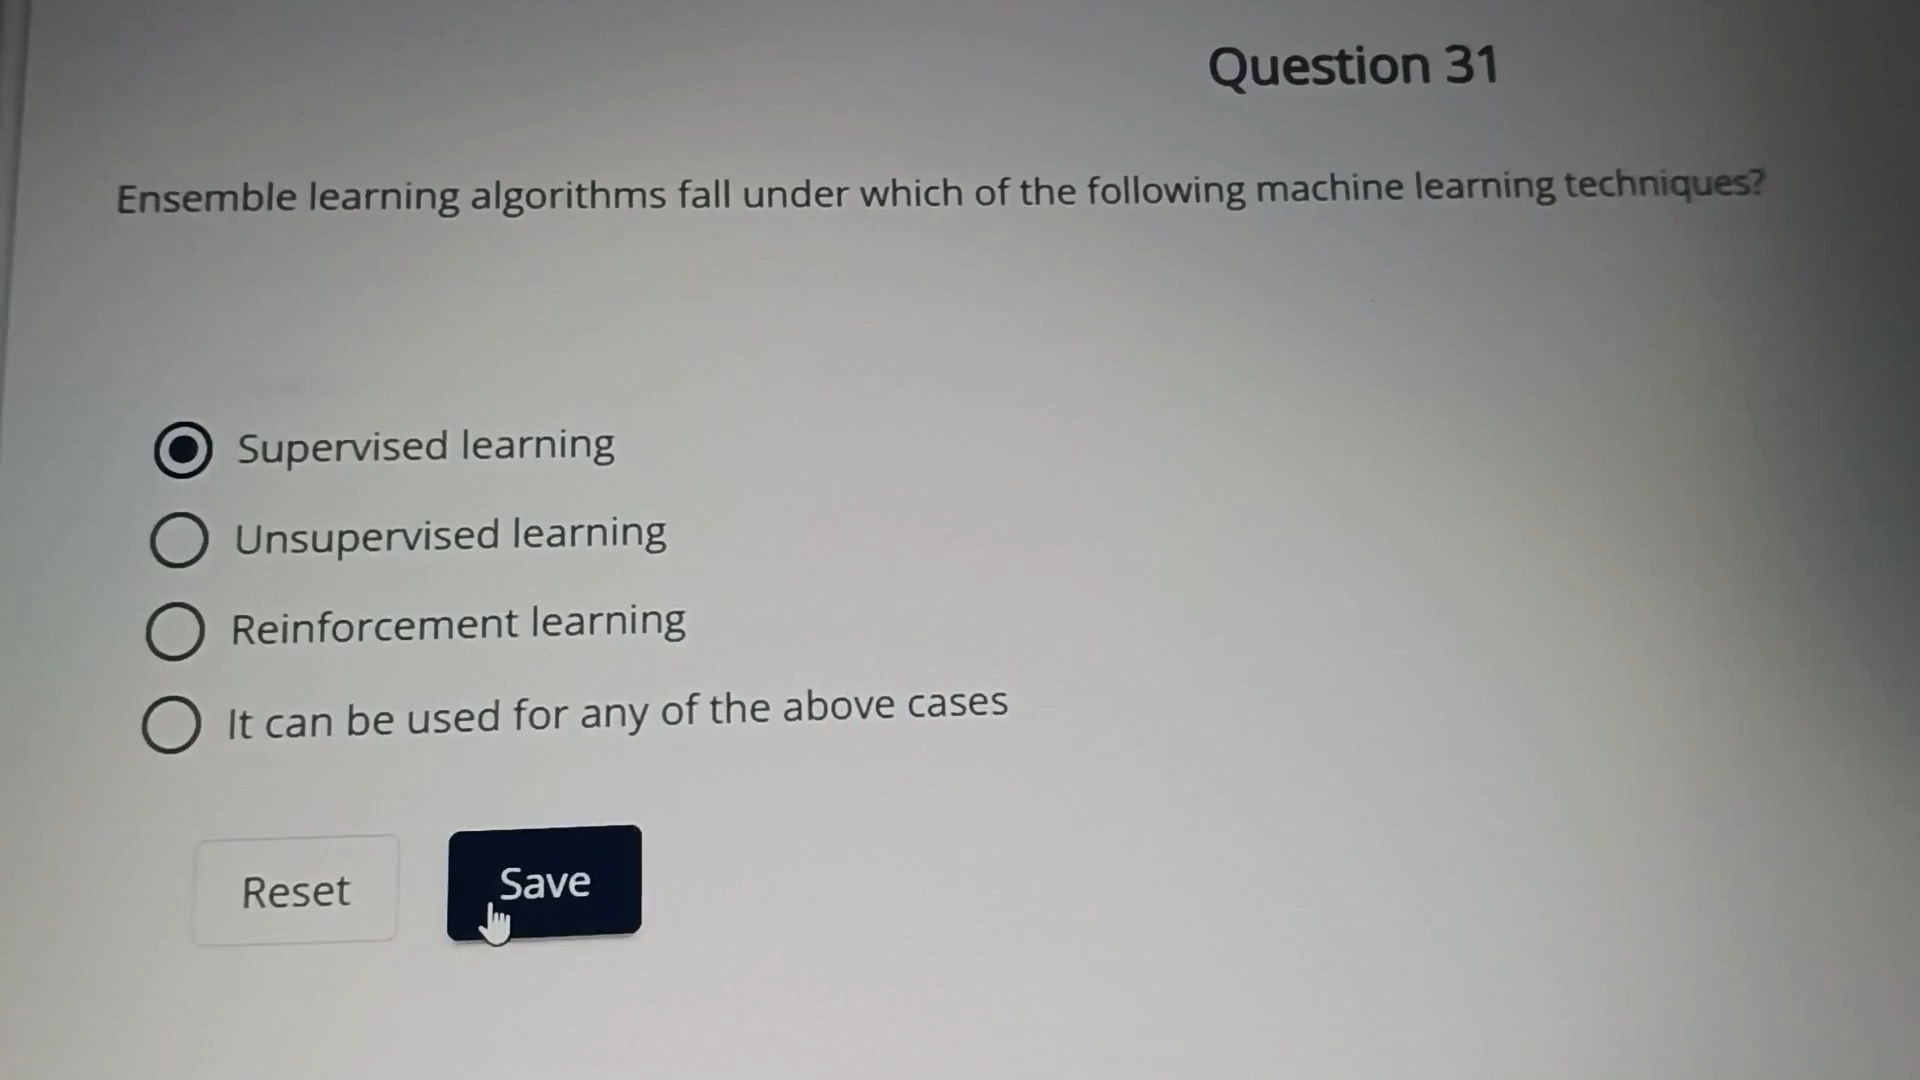 Question 31
Ensemble learning algorithms fall under which of the following machine learning techniques?
Supervised learning
Unsupervised learning
Reinforcement learning
It can be used for any of the above cases
Reset
Save